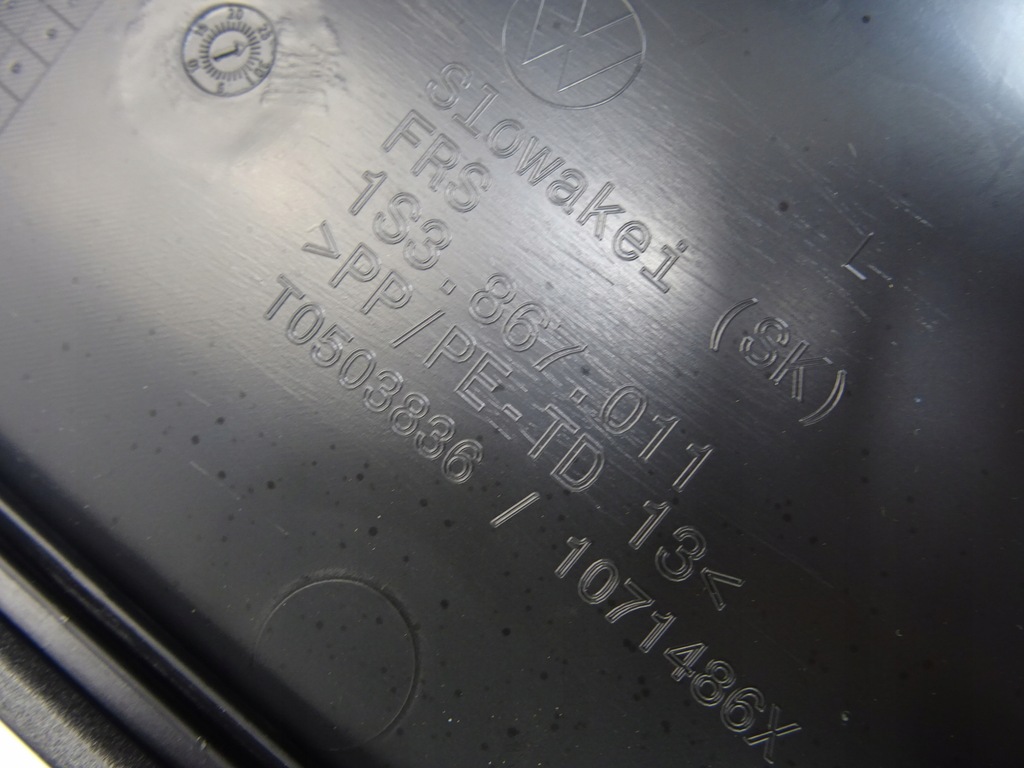 Slowakei (SK)
FRS
1S3.867.011
>PP/PE-TD 13<
T0503836 / 1071486X
L